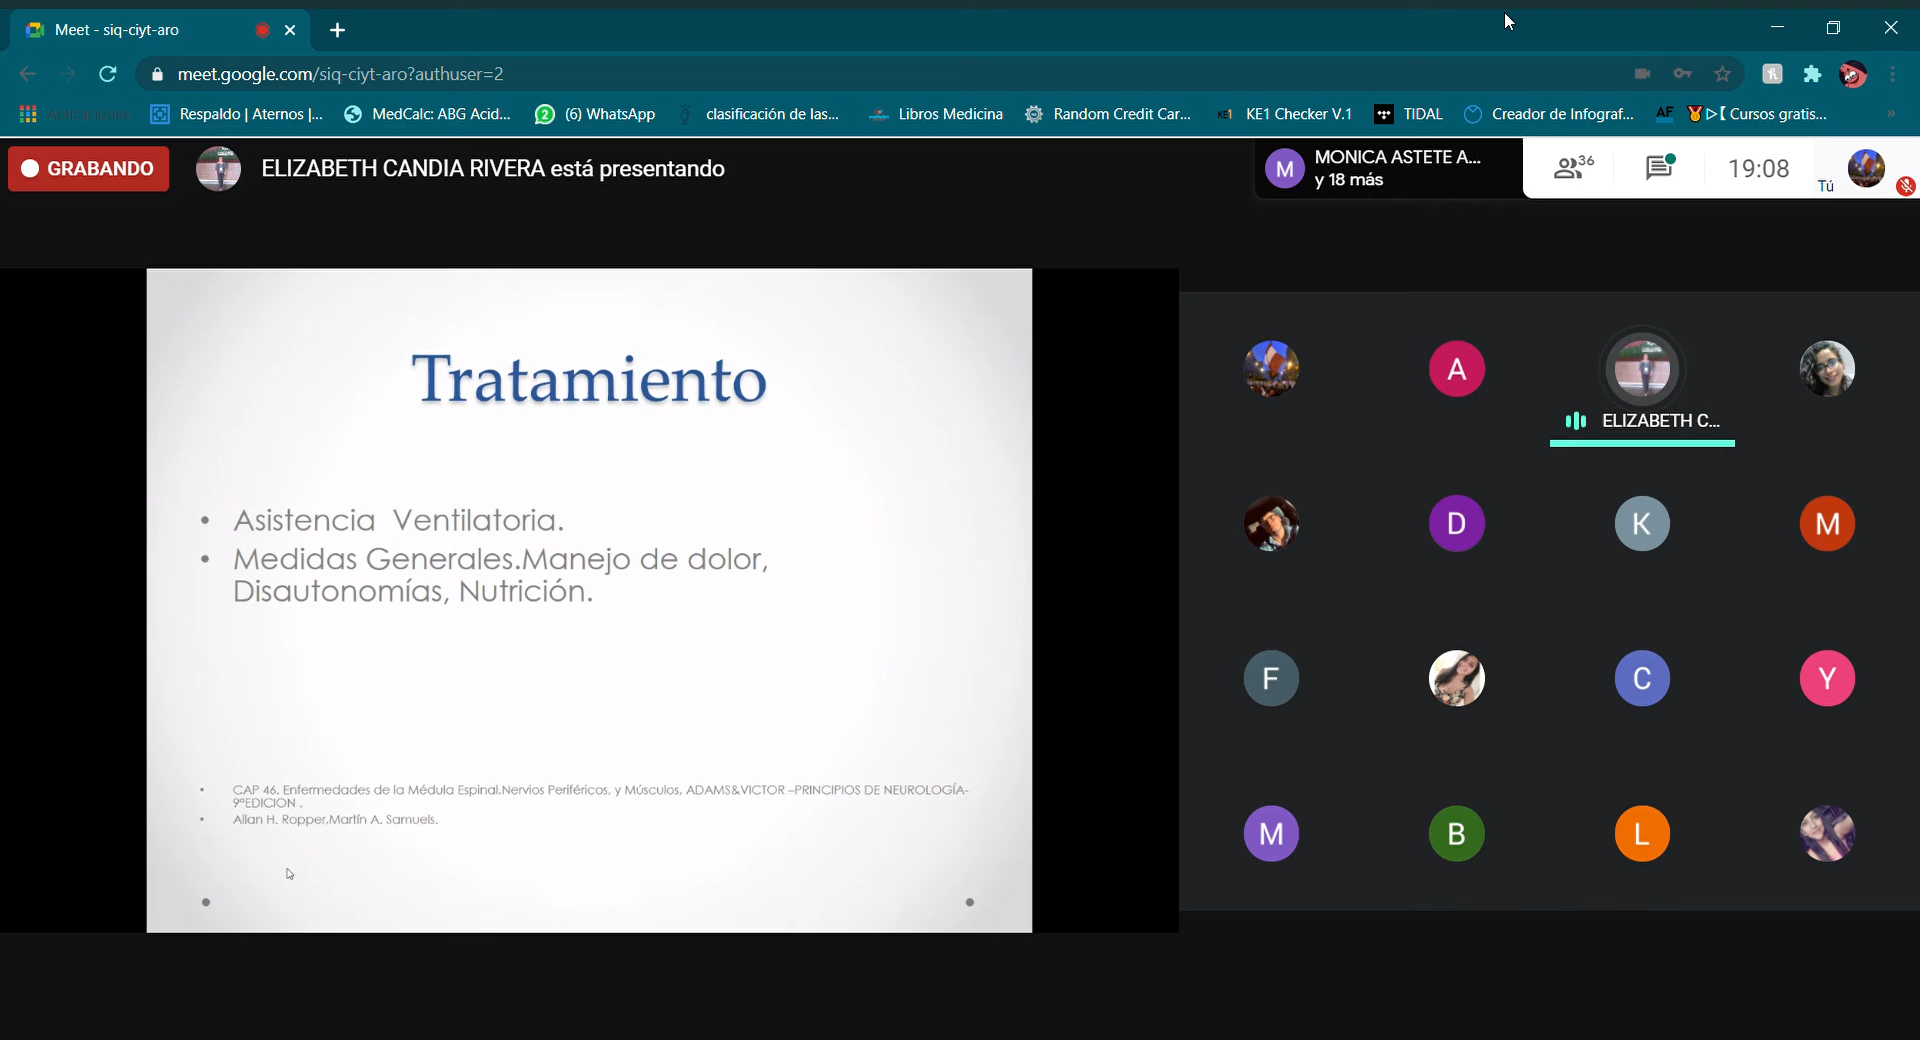 Meet - siq-ciyt-aro
meet.google.com/siq-ciyt-aro?authuser=2
Aplicaciones
Respaldo | Aternos |...
MedCalc: ABG Acid...
2
(6) WhatsApp
clasificación de las...
Libros Medicina
Random Credit Car...
KE1
KE1 Checker V.1
TIDAL
Creador de Infograf...
AF
Cursos gratis...
»
GRABANDO
ELIZABETH CANDIA RIVERA está presentando
M
MONICA ASTETE A...
y 18 más
36
19:08
Tú
Tratamiento
• Asistencia Ventilatoria.
• Medidas Generales.Manejo de dolor,
Disautonomías, Nutrición.
• CAP 46. Enfermedades de la Médula Espinal.Nervios Periféricos. y Músculos. ADAMS&VICTOR –PRINCIPIOS DE NEUROLOGÍA-
9ºEDICION .
• Allan H. Ropper.Martín A. Samuels.
A
ELIZABETH C...
D
K
M
F
C
Y
M
B
L